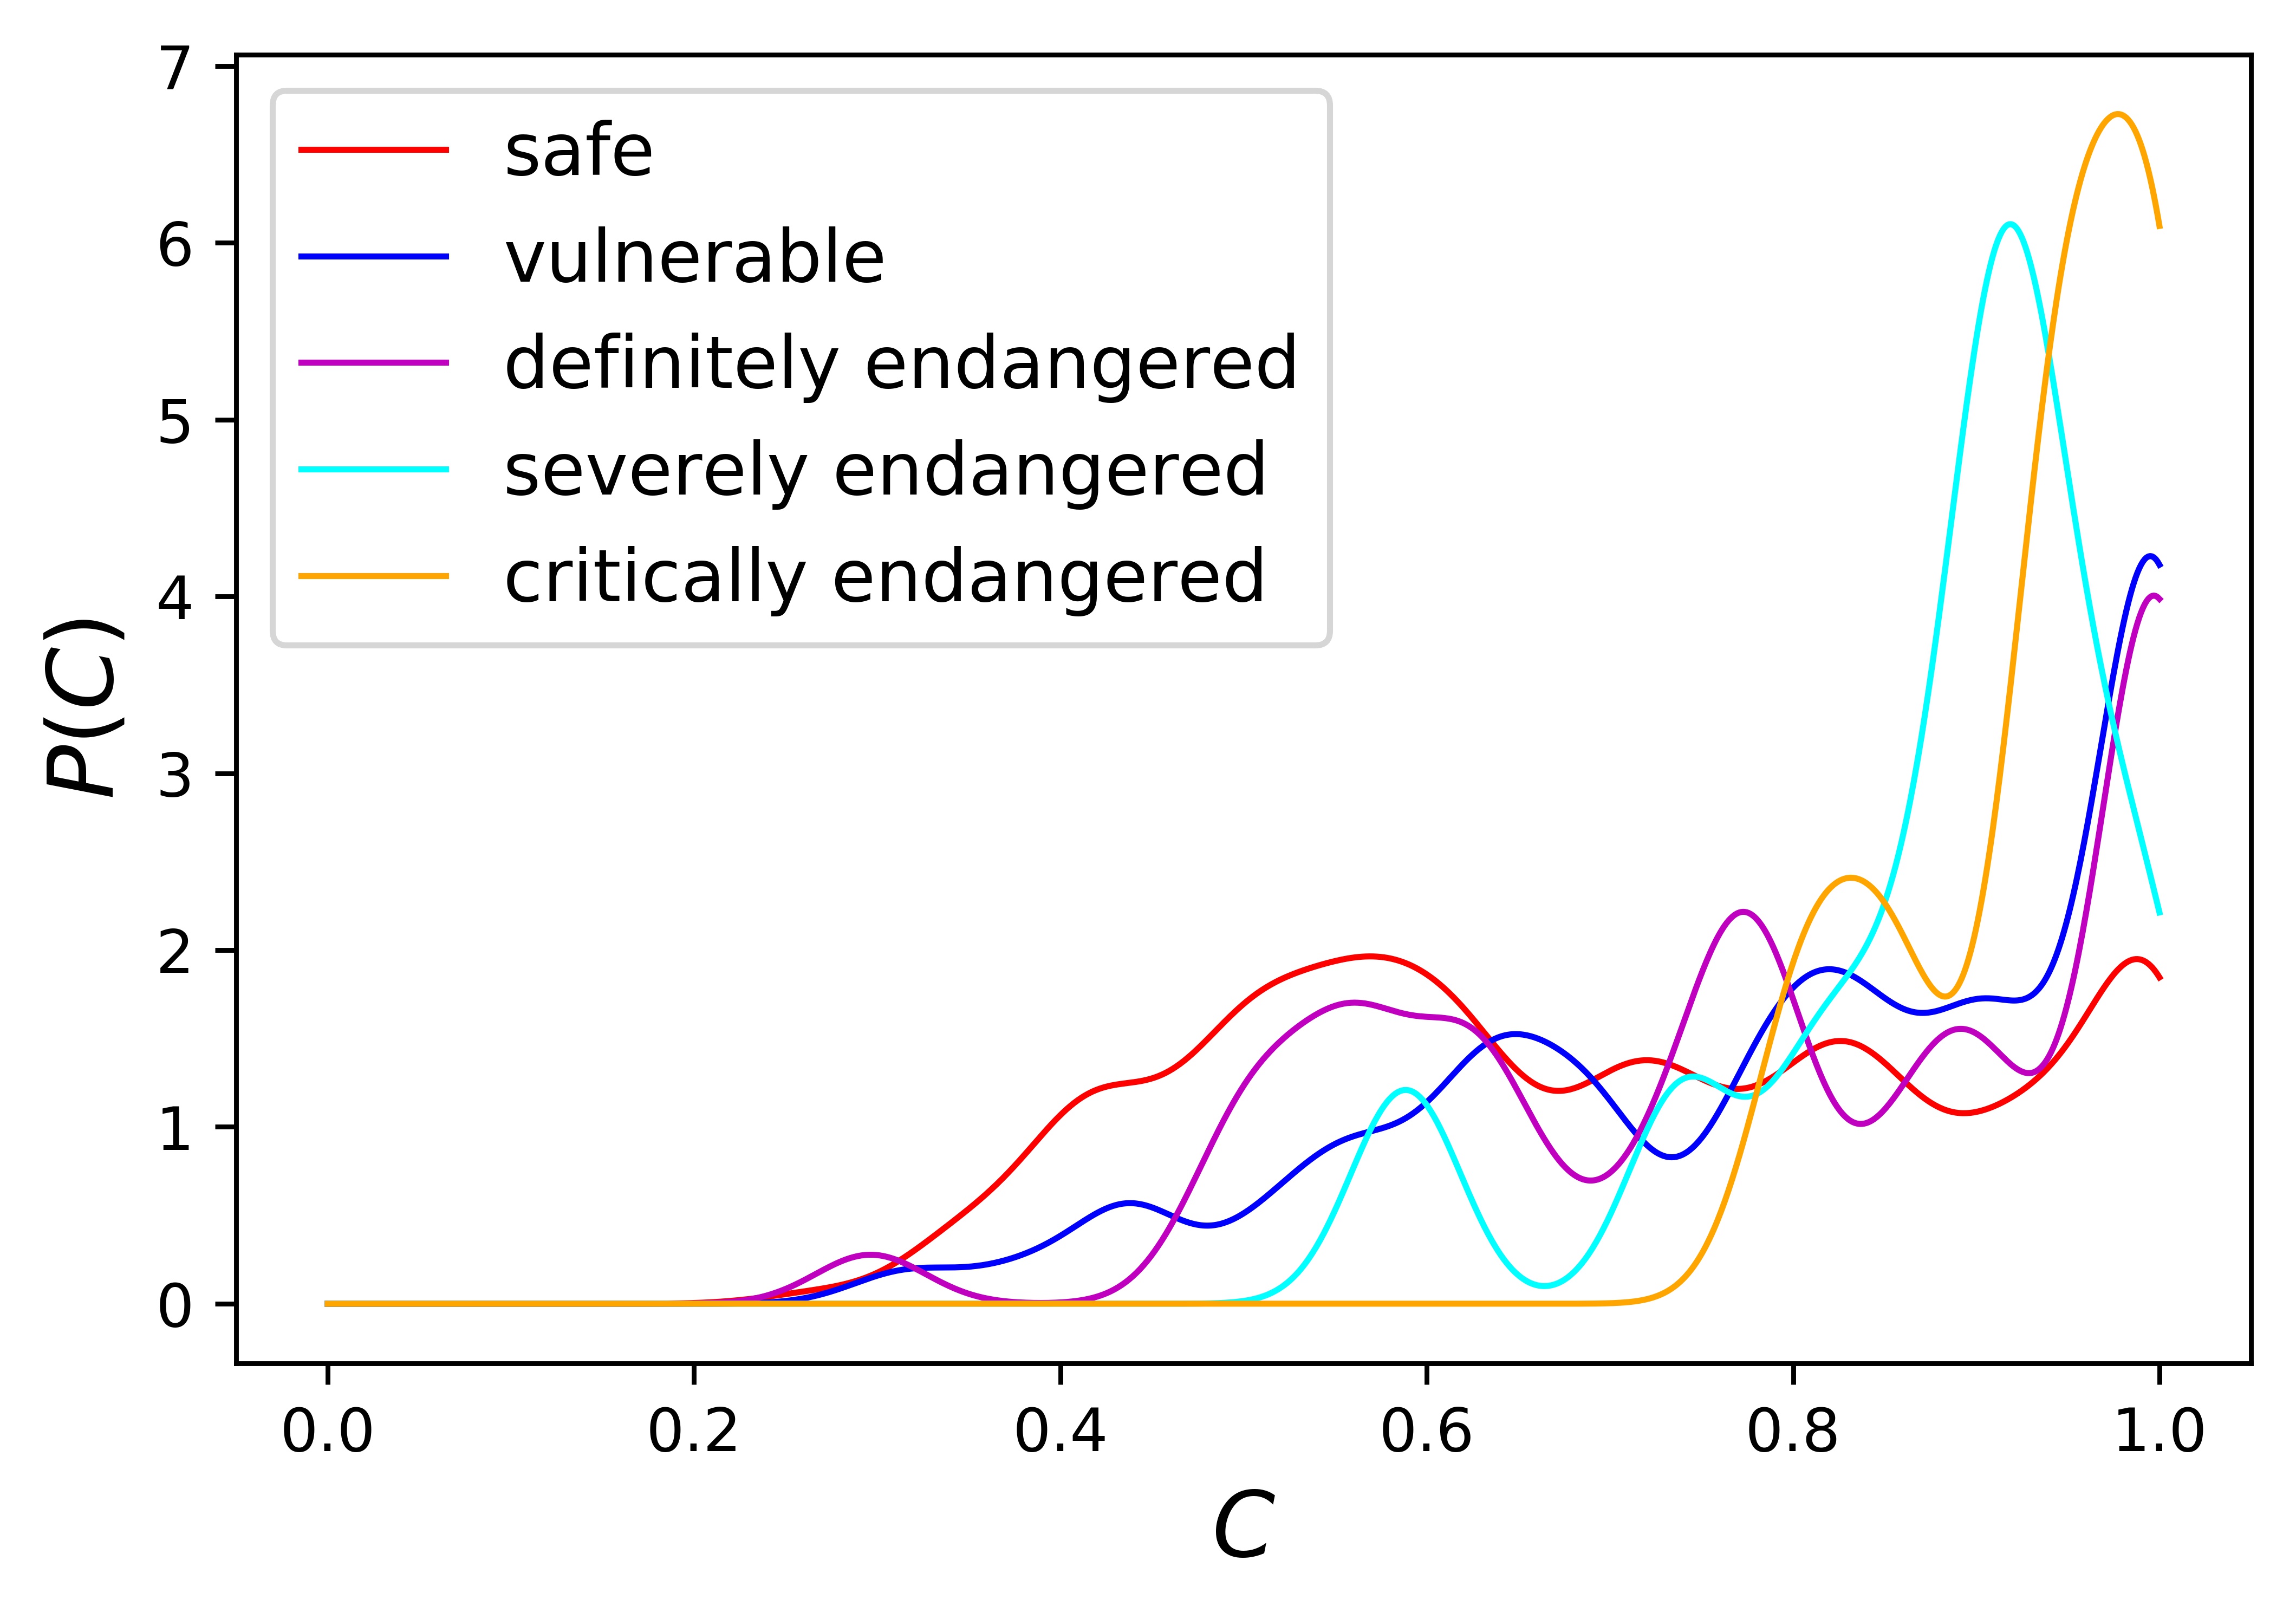 7
6
5
4
3
2
1
0
P(C)
safe
vulnerable
definitely endangered
severely endangered
critically endangered
0.0 0.2 0.4 0.6 0.8 1.0
C